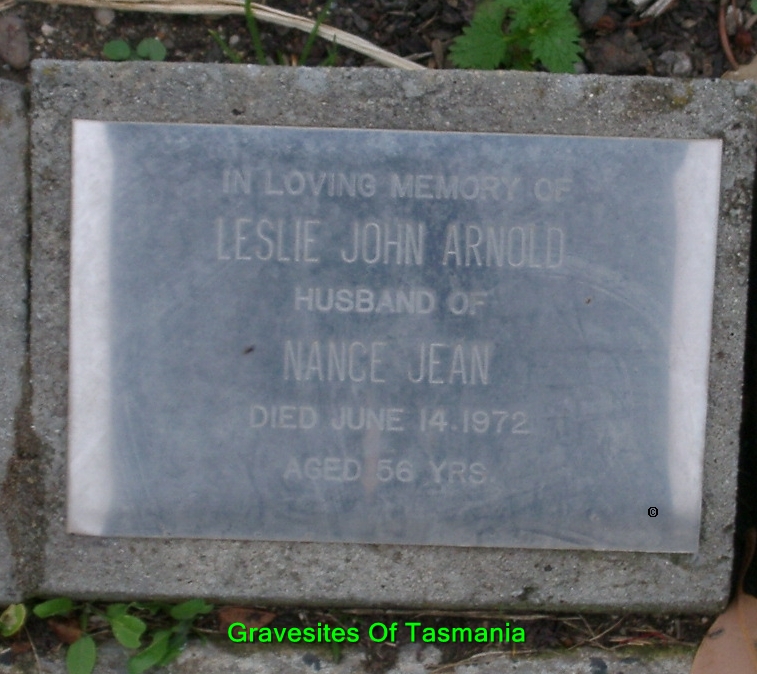 IN LOVING MEMORY OF
LESLIE JOHN ARNOLD
HUSBAND OF
NANCE JEAN
DIED JUNE 14.1972
AGED 56 YRS.
©
Gravesites Of Tasmania